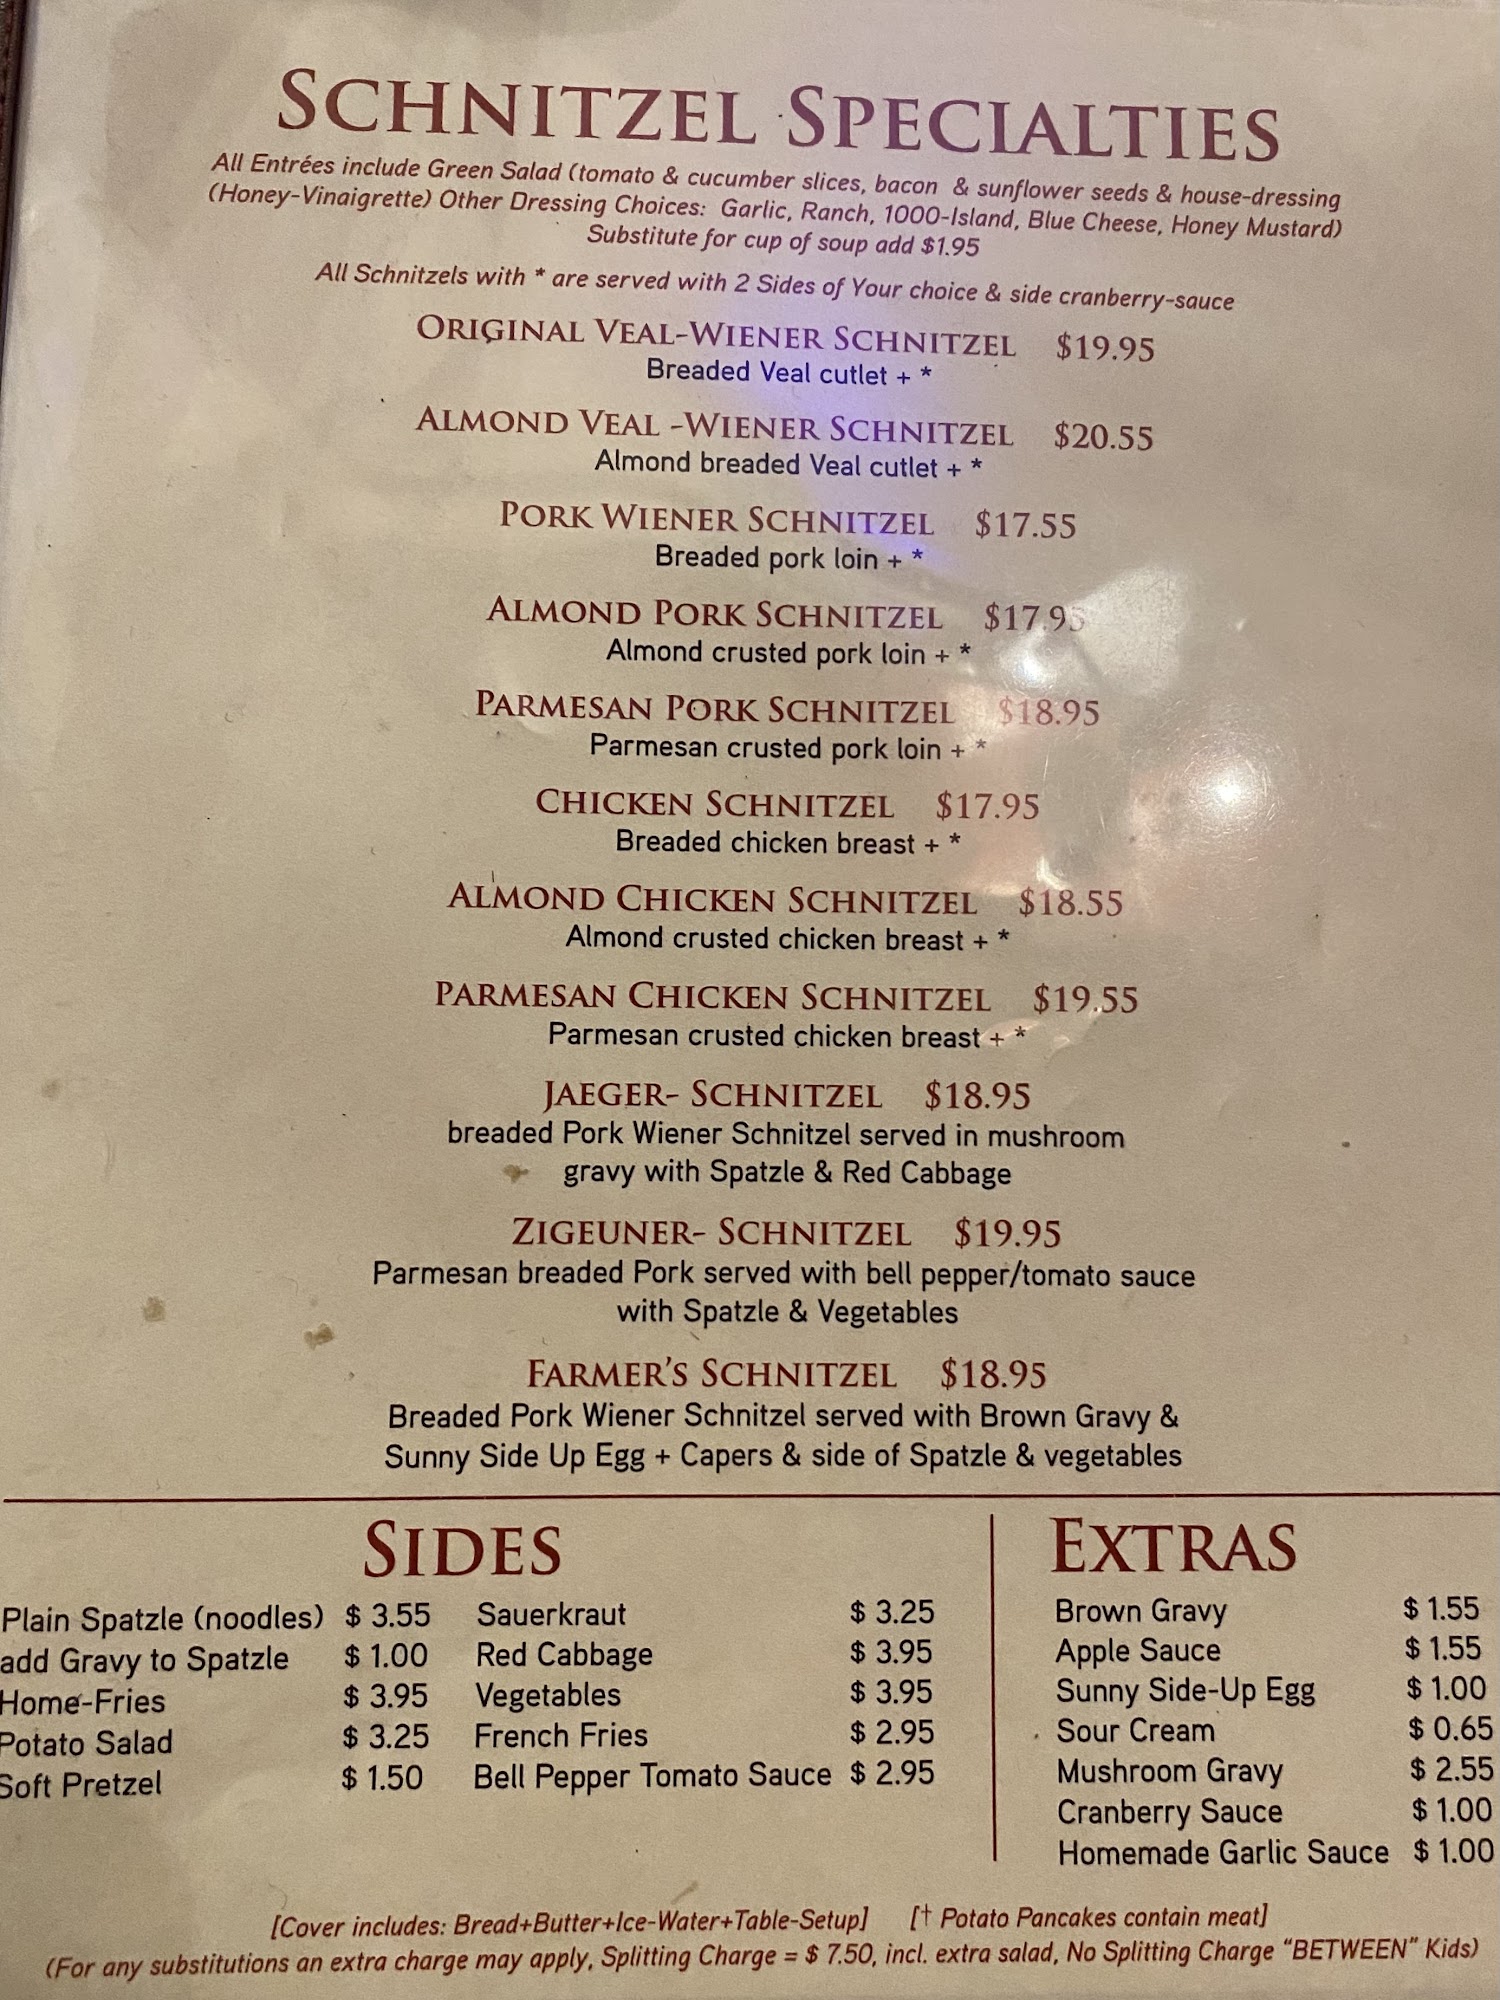 SCHNITZEL SPECIALTIES
All Entrées include Green Salad (tomato & cucumber slices, bacon & sunflower seeds & house-dressing
(Honey-Vinaigrette) Other Dressing Choices: Garlic, Ranch, 1000-Island, Blue Cheese, Honey Mustard)
Substitute for cup of soup add $1.95
All Schnitzels with * are served with 2 Sides of Your choice & side cranberry-sauce
ORIGINAL VEAL-WIENER SCHNITZEL $19.95
Breaded Veal cutlet + *
ALMOND VEAL -WIENER SCHNITZEL $20.55
Almond breaded Veal cutlet + *
PORK WIENER SCHNITZEL $17.55
Breaded pork loin + *
ALMOND PORK SCHNITZEL $17.95
Almond crusted pork loin + *
PARMESAN PORK SCHNITZEL $18.95
Parmesan crusted pork loin + *
CHICKEN SCHNITZEL $17.95
Breaded chicken breast + *
ALMOND CHICKEN SCHNITZEL $18.55
Almond crusted chicken breast + *
PARMESAN CHICKEN SCHNITZEL $19.55
Parmesan crusted chicken breast + *
JAEGER- SCHNITZEL $18.95
breaded Pork Wiener Schnitzel served in mushroom
gravy with Spatzle & Red Cabbage
ZIGEUNER- SCHNITZEL $19.95
Parmesan breaded Pork served with bell pepper/tomato sauce
with Spatzle & Vegetables
FARMER'S SCHNITZEL $18.95
Breaded Pork Wiener Schnitzel served with Brown Gravy &
Sunny Side Up Egg + Capers & side of Spatzle & vegetables
SIDES
Plain Spatzle (noodles) $ 3.55
add Gravy to Spatzle $ 1.00
Home-Fries $ 3.95
Potato Salad $ 3.25
Soft Pretzel $ 1.50
Sauerkraut $ 3.25
Red Cabbage $ 3.95
Vegetables $ 3.95
French Fries $ 2.95
Bell Pepper Tomato Sauce $ 2.95
EXTRAS
Brown Gravy $ 1.55
Apple Sauce $ 1.55
Sunny Side-Up Egg $ 1.00
Sour Cream $ 0.65
Mushroom Gravy $ 2.55
Cranberry Sauce $ 1.00
Homemade Garlic Sauce $ 1.00
[Cover includes: Bread+Butter+Ice-Water+Table-Setup] [† Potato Pancakes contain meat]
(For any substitutions an extra charge may apply, Splitting Charge = $ 7.50, incl. extra salad, No Splitting Charge "BETWEEN" Kids)